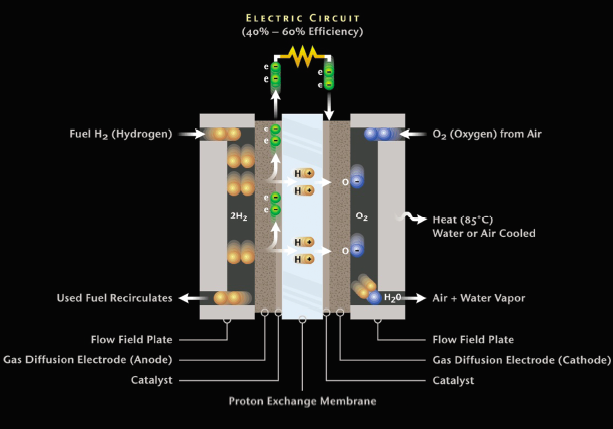 ELECTRIC CIRCUIT
(40% – 60% Efficiency)
e –
e –
e –
e –
Fuel H2 (Hydrogen)
O2 (Oxygen) from Air
e –
e –
H +
H +
O –
2H2
O2
e –
e –
Heat (85°C)
Water or Air Cooled
H +
H +
O –
Used Fuel Recirculates
H2O
Air + Water Vapor
Flow Field Plate
Flow Field Plate
Gas Diffusion Electrode (Anode)
Gas Diffusion Electrode (Cathode)
Catalyst
Catalyst
Proton Exchange Membrane